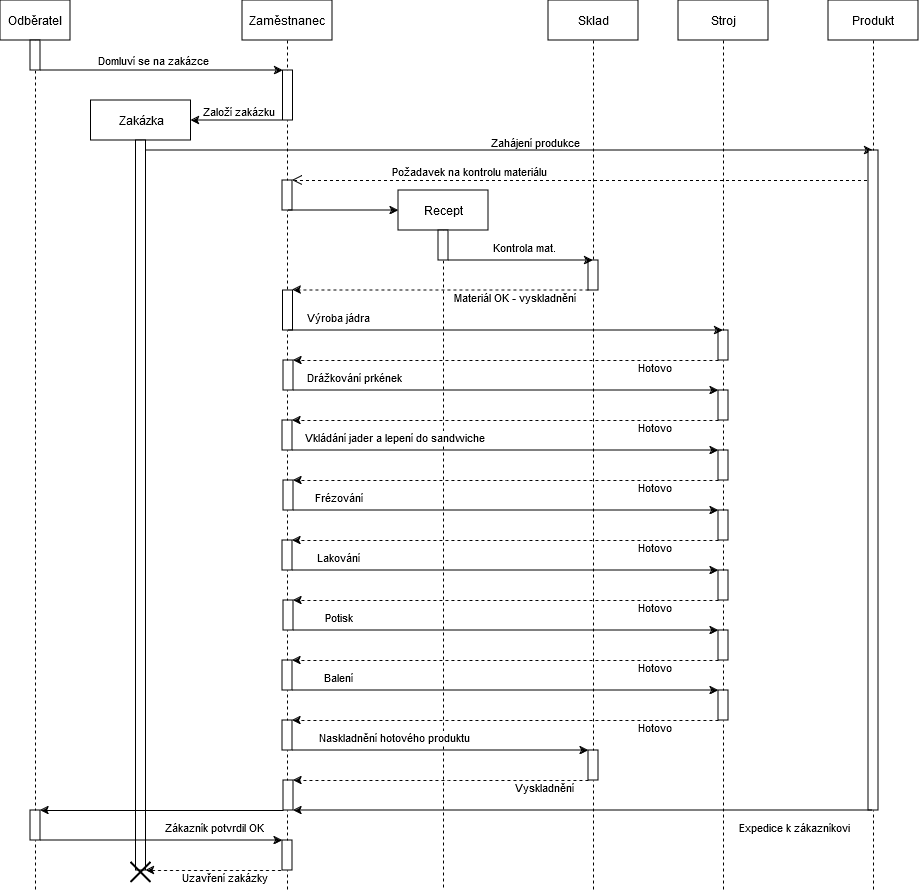 Odběratel
Zaměstnanec
Sklad
Stroj
Produkt
Domluví se na zakázce
Založí zakázku
Zakázka
Zahájení produkce
Požadavek na kontrolu materiálu
Recept
Kontrola mat.
Materiál OK - vyskladnění
Výroba jádra
Hotovo
Drážkování prkének
Hotovo
Vkládání jader a lepení do sandwiche
Hotovo
Frézování
Hotovo
Lakování
Hotovo
Potisk
Hotovo
Balení
Hotovo
Naskladnění hotového produktu
Vyskladnění
Zákazník potvrdil OK
Expedice k zákazníkovi
Uzavření zakázky